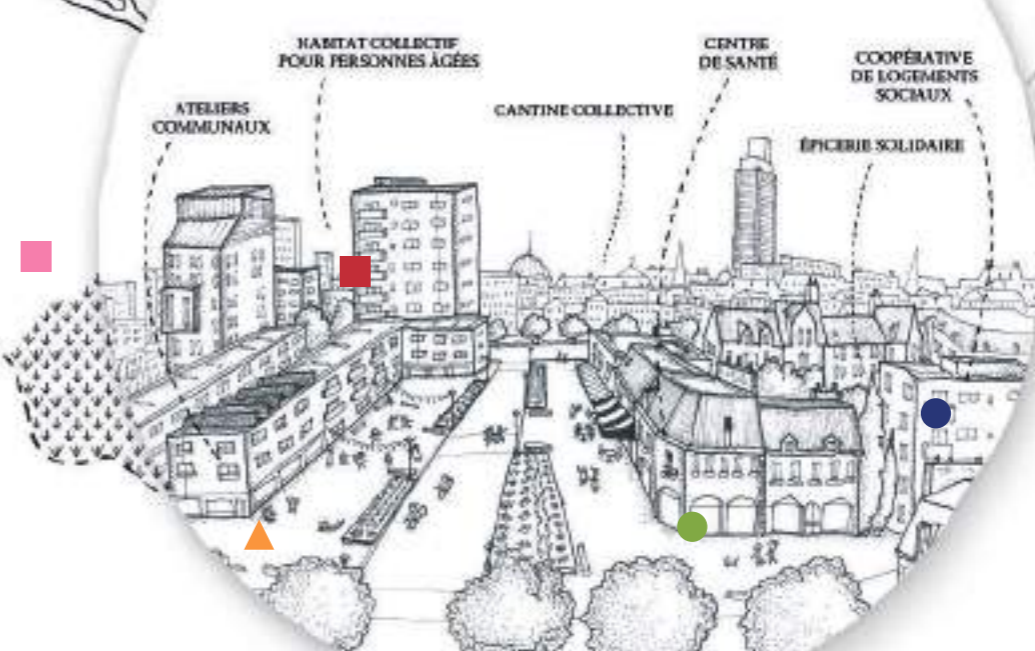 HABITAT COLLECTIF
POUR PERSONNES ÂGÉES
CENTRE
DE SANTÉ
COOPÉRATIVE
DE LOGEMENTS
SOCIAUX
ATELIERS
COMMUNAUX
CANTINE COLLECTIVE
ÉPICERIE SOLIDAIRE